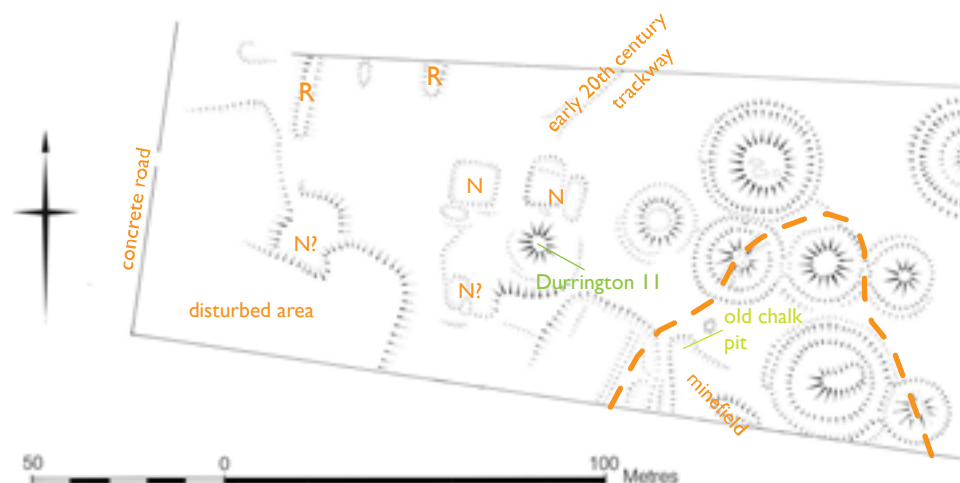 early 20th century
trackway
R
R
concrete road
N
N
N?
N?
Durrington 11
disturbed area
old chalk
pit
minefield
50
0
100
Metres